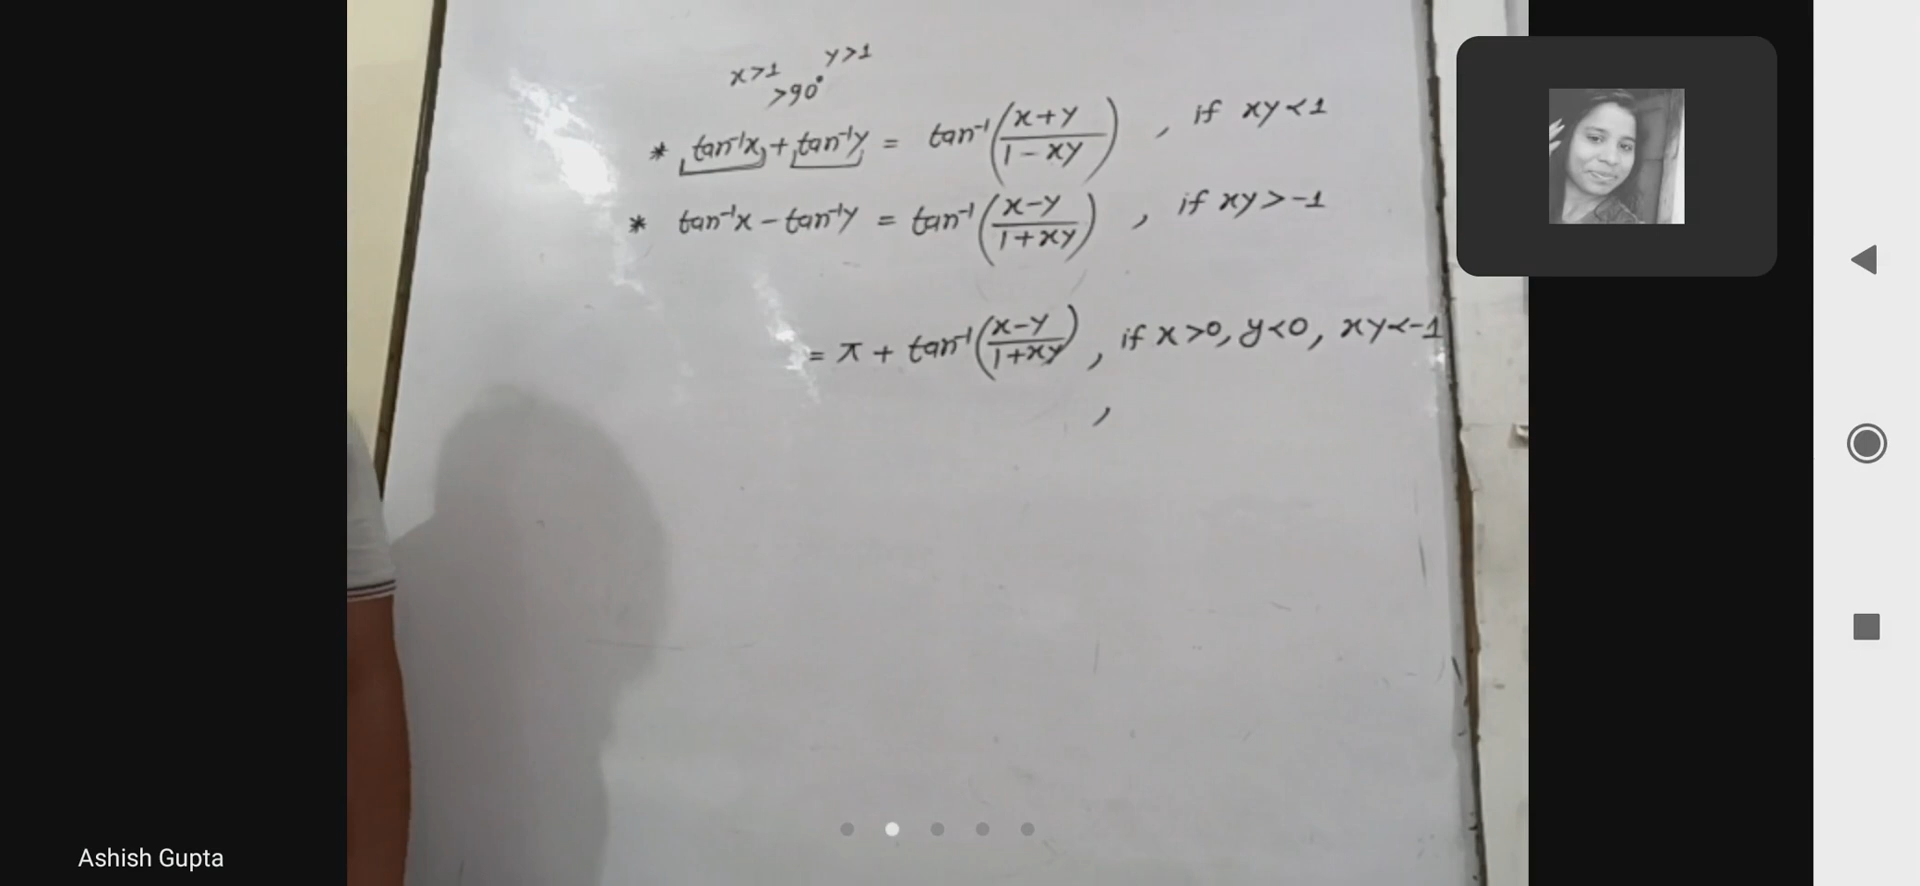 x>1 y>1
>90°
* tan⁻¹x + tan⁻¹y = tan⁻¹(x+y / 1-xy) , if xy<1
* tan⁻¹x - tan⁻¹y = tan⁻¹(x-y / 1+xy) , if xy>-1
= π + tan⁻¹(x-y / 1+xy) , if x>0, y<0, xy<-1
,
Ashish Gupta